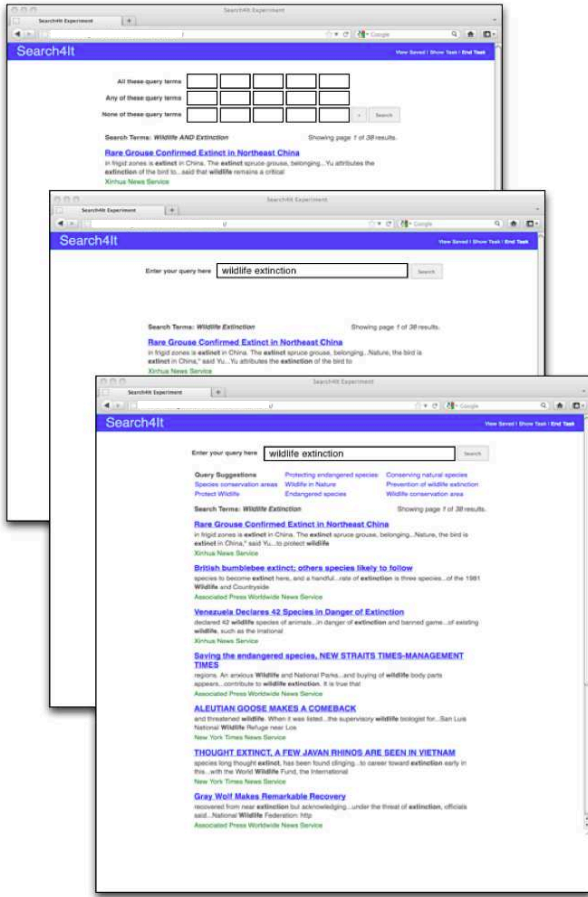 Search4It Experiment
Search4It Experiment
Google
Search4It
View Saved I Show Task I End Task
All these query terms
Any of these query terms
None of these query terms
+ Search
Search Terms: Wildlife AND Extinction Showing page 1 of 38 results.
Rare Grouse Confirmed Extinct in Northeast China
in frigid zones is extinct in China. The extinct spruce grouse, belonging...Yu attributes the
extinction of the bird to...said that wildlife remains a critical
Xinhua News Service
Search4It Experiment
Search4It Experiment
Google
Search4It
View Saved I Show Task I End Task
Enter your query here wildlife extinction Search
Search Terms: Wildlife Extinction Showing page 1 of 38 results.
Rare Grouse Confirmed Extinct in Northeast China
in frigid zones is extinct in China. The extinct spruce grouse, belonging...Nature, the bird is
extinct in China," said Yu...Yu attributes the extinction of the bird to
Xinhua News Service
Search4It Experiment
Search4It Experiment
Google
Search4It
View Saved I Show Task I End Task
Enter your query here wildlife extinction Search
Query Suggestions Protecting endangered species Conserving natural species
Species conservation areas Wildlife in Nature Prevention of wildlife extinction
Protect Wildlife Endangered species Wildlife conservation area
Search Terms: Wildlife Extinction Showing page 1 of 38 results.
Rare Grouse Confirmed Extinct in Northeast China
in frigid zones is extinct in China. The extinct spruce grouse, belonging...Nature, the bird is
extinct in China," said Yu...to protect wildlife
Xinhua News Service
British bumblebee extinct; others species likely to follow
species to become extinct here, and a handful...rate of extinction is three species...of the 1981
Wildlife and Countryside
Associated Press Worldwide News Service
Venezuela Declares 42 Species in Danger of Extinction
declared 42 wildlife species of animals...in danger of extinction and banned game...of existing
wildlife, such as the irrational
Xinhua News Service
Saving the endangered species, NEW STRAITS TIMES-MANAGEMENT
TIMES
regions. An anxious Wildlife and National Parks...and buying of wildlife body parts
appears...contribute to wildlife extinction. It is true that
Associated Press Worldwide News Service
ALEUTIAN GOOSE MAKES A COMEBACK
and threatened wildlife. When it was listed...the supervisory wildlife biologist for...San Luis
National Wildlife Refuge near Los
New York Times News Service
THOUGHT EXTINCT, A FEW JAVAN RHINOS ARE SEEN IN VIETNAM
species long thought extinct, has been found clinging...to career toward extinction early in
this...with the World Wildlife Fund, the International
New York Times News Service
Gray Wolf Makes Remarkable Recovery
recovered from near extinction but acknowledging...under the threat of extinction, officials
said...National Wildlife Federation: http
Associated Press Worldwide News Service